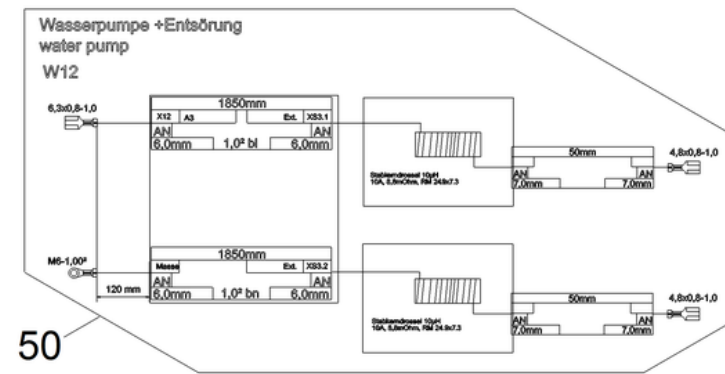 Wasserpumpe +Entsörung
water pump
W12
6,3x0,8-1,0
1850mm
X12 A3 Ext. XS3.1
AN AN
6.0mm 1,0² bl 6.0mm
Stabkerndrossel 10µH
10A, 8,8mOhm, RM 24.9x7.3
50mm
AN AN
7.0mm 7.0mm
4,8x0,8-1,0
M6-1,00²
1850mm
Masse Ext. XS3.2
AN AN
6.0mm 1,0² bn 6.0mm
120 mm
Stabkerndrossel 10µH
10A, 8,8mOhm, RM 24.9x7.3
50mm
AN AN
7.0mm 7.0mm
4,8x0,8-1,0
50